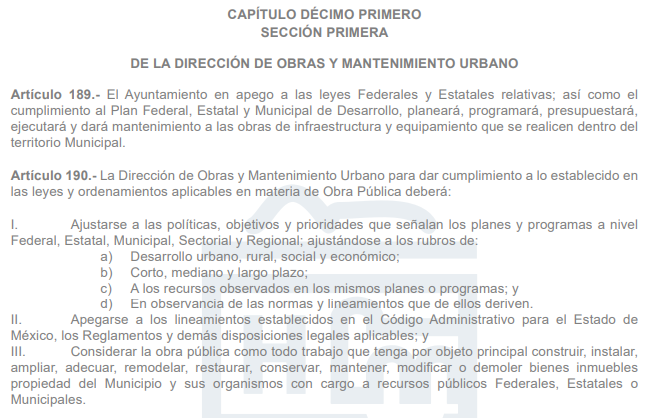 CAPÍTULO DÉCIMO PRIMERO
SECCIÓN PRIMERA
DE LA DIRECCIÓN DE OBRAS Y MANTENIMIENTO URBANO
Artículo 189.- El Ayuntamiento en apego a las leyes Federales y Estatales relativas; así como el
cumplimiento al Plan Federal, Estatal y Municipal de Desarrollo, planeará, programará, presupuestará,
ejecutará y dará mantenimiento a las obras de infraestructura y equipamiento que se realicen dentro del
territorio Municipal.
Artículo 190.- La Dirección de Obras y Mantenimiento Urbano para dar cumplimiento a lo establecido en
las leyes y ordenamientos aplicables en materia de Obra Pública deberá:
I. Ajustarse a las políticas, objetivos y prioridades que señalan los planes y programas a nivel
Federal, Estatal, Municipal, Sectorial y Regional; ajustándose a los rubros de:
a) Desarrollo urbano, rural, social y económico;
b) Corto, mediano y largo plazo;
c) A los recursos observados en los mismos planes o programas; y
d) En observancia de las normas y lineamientos que de ellos deriven.
II. Apegarse a los lineamientos establecidos en el Código Administrativo para el Estado de
México, los Reglamentos y demás disposiciones legales aplicables; y
III. Considerar la obra pública como todo trabajo que tenga por objeto principal construir, instalar,
ampliar, adecuar, remodelar, restaurar, conservar, mantener, modificar o demoler bienes inmuebles
propiedad del Municipio y sus organismos con cargo a recursos públicos Federales, Estatales o
Municipales.